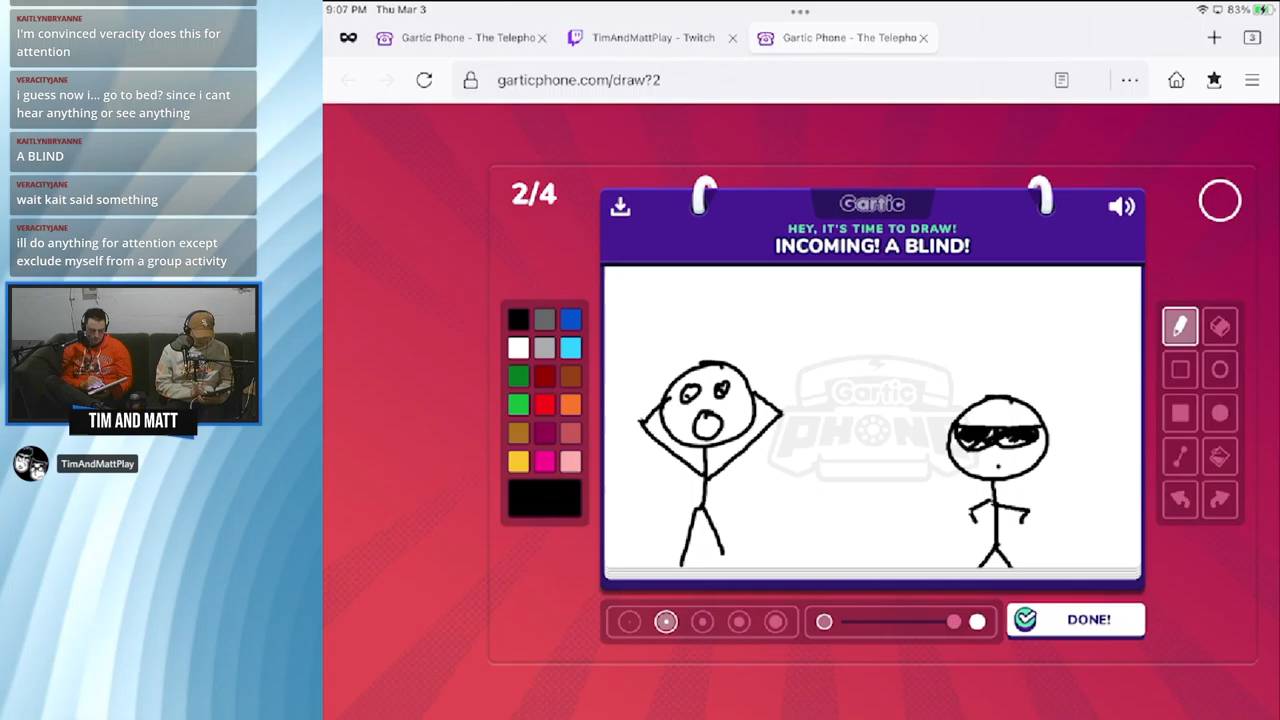 KAITLYNBRYANNE
I'm convinced veracity does this for
attention
VERACITYJANE
i guess now i... go to bed? since i cant
hear anything or see anything
KAITLYNBRYANNE
A BLIND
VERACITYJANE
wait kait said something
VERACITYJANE
ill do anything for attention except
exclude myself from a group activity
TIM AND MATT
TimAndMattPlay
9:07 PM Thu Mar 3
83%
Gartic Phone - The Telepho
TimAndMattPlay - Twitch
Gartic Phone - The Telepho
3
garticphone.com/draw?2
2/4
Gartic
HEY, IT'S TIME TO DRAW!
INCOMING! A BLIND!
Gartic
PHONE
DONE!